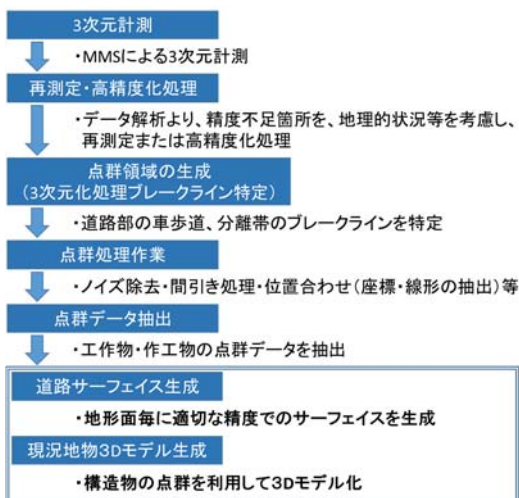 3次元計測
・MMSによる3次元計測
再測定・高精度化処理
・データ解析より、精度不足箇所を、地理的状況等を考慮し、
再測定または高精度化処理
点群領域の生成
(3次元化処理ブレークライン特定)
・道路部の車歩道、分離帯のブレークラインを特定
点群処理作業
・ノイズ除去・間引き処理・位置合わせ(座標・線形の抽出)等
点群データ抽出
・工作物・作工物の点群データを抽出
道路サーフェイス生成
・地形面毎に適切な精度でのサーフェイスを生成
現況地物3Dモデル生成
・構造物の点群を利用して3Dモデル化